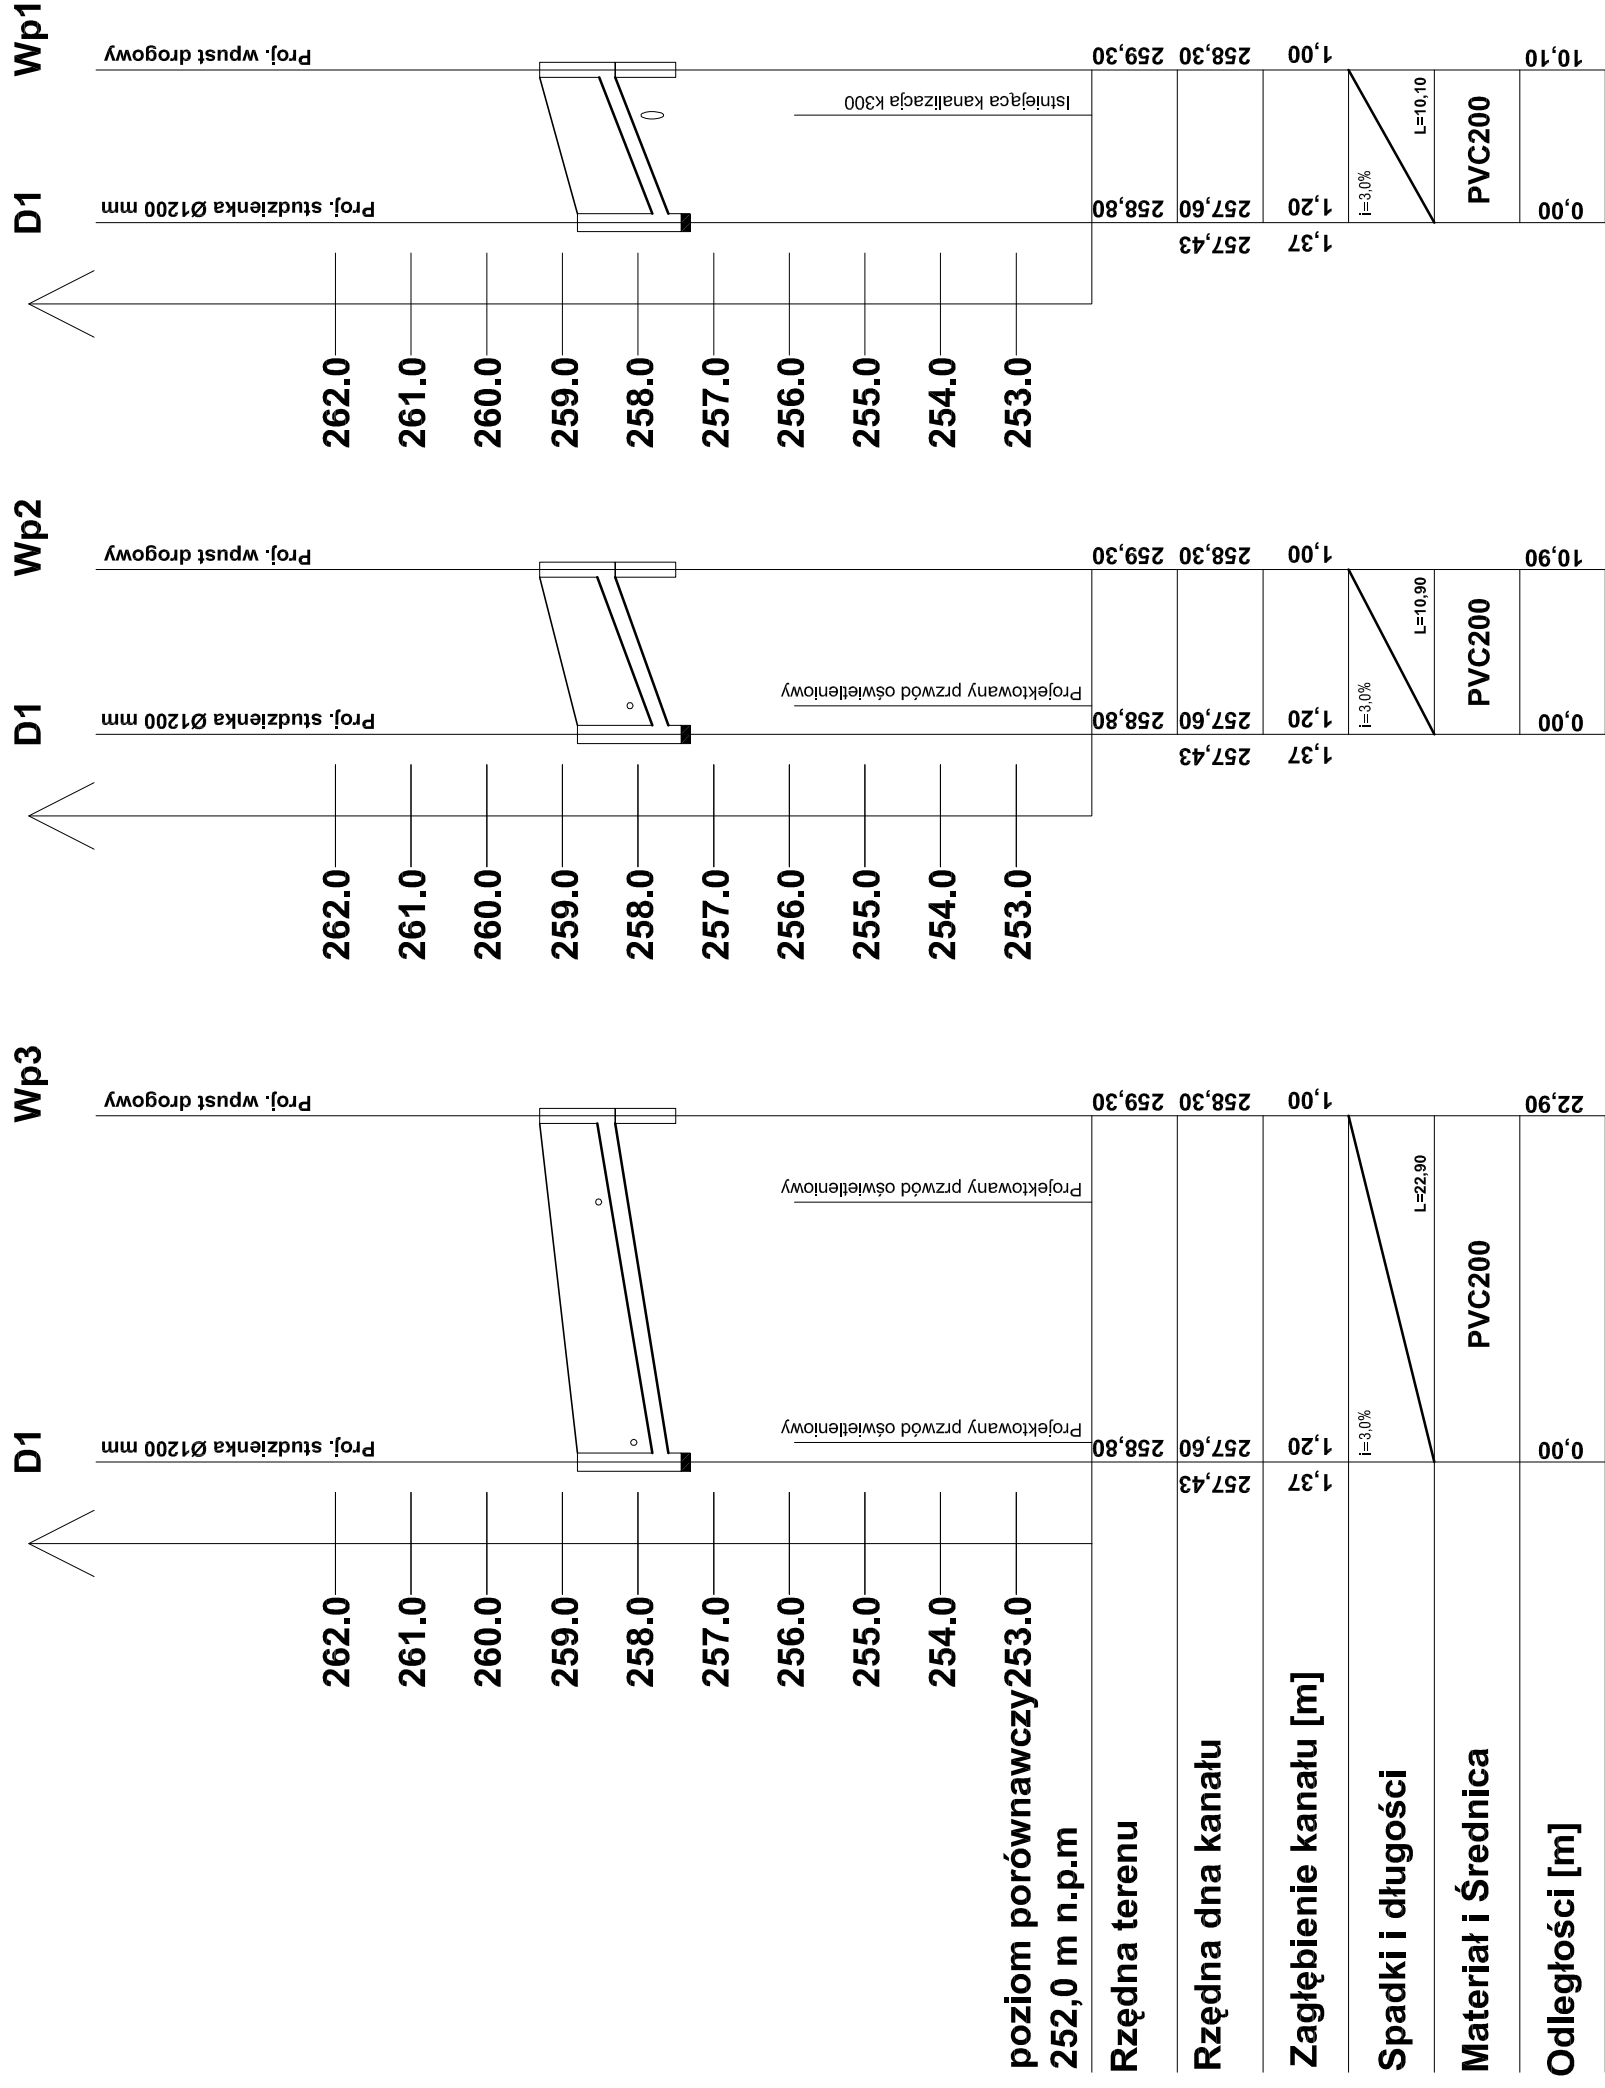 D1
Wp3
Proj. studzienka Ø1200 mm
Proj. wpust drogowy
262.0
261.0
260.0
259.0
258.0
257.0
256.0
255.0
254.0
253.0
poziom porównawczy
252,0 m n.p.m
Projektowany przwód oświetleniowy
Projektowany przwód oświetleniowy
Rzędna terenu
258,80
259,30
Rzędna dna kanału
257,43
257,60
258,30
Zagłębienie kanału [m]
1,37
1,20
1,00
Spadki i długości
i=3,0%
L=22,90
Materiał i Średnica
PVC200
Odległości [m]
0,00
22,90
D1
Wp2
Proj. studzienka Ø1200 mm
Proj. wpust drogowy
262.0
261.0
260.0
259.0
258.0
257.0
256.0
255.0
254.0
253.0
Projektowany przwód oświetleniowy
258,80
259,30
257,43
257,60
258,30
1,37
1,20
1,00
i=3,0%
L=10,90
PVC200
0,00
10,90
D1
Wp1
Proj. studzienka Ø1200 mm
Proj. wpust drogowy
262.0
261.0
260.0
259.0
258.0
257.0
256.0
255.0
254.0
253.0
Istniejąca kanalizacja k300
258,80
259,30
257,43
257,60
258,30
1,37
1,20
1,00
i=3,0%
L=10,10
PVC200
0,00
10,10